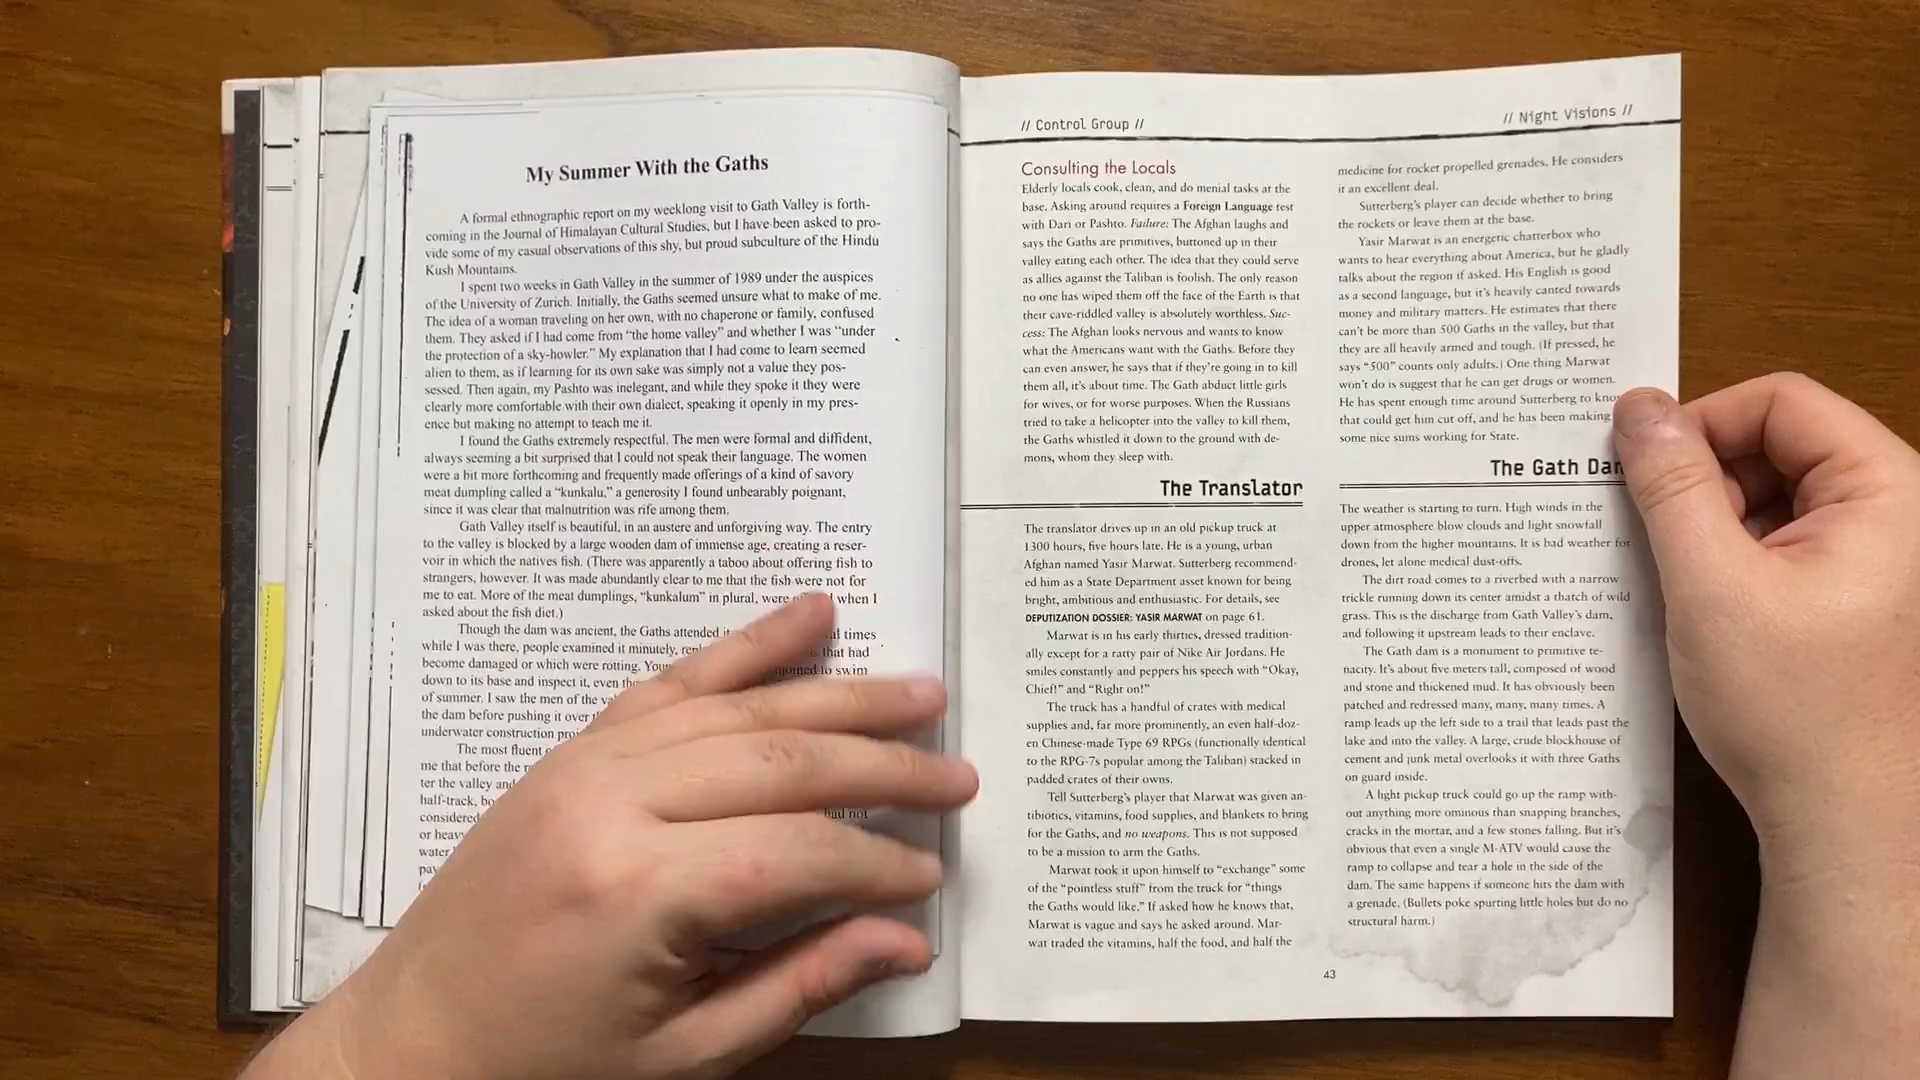 My Summer With the Gaths
A formal ethnographic report on my weeklong visit to Gath Valley is forth-
coming in the Journal of Himalayan Cultural Studies, but I have been asked to pro-
vide some of my casual observations of this shy, but proud subculture of the Hindu
Kush Mountains.
I spent two weeks in Gath Valley in the summer of 1989 under the auspices
of the University of Zurich. Initially, the Gaths seemed unsure what to make of me.
The idea of a woman traveling on her own, with no chaperone or family, confused
them. They asked if I had come from “the home valley” and whether I was “under
the protection of a sky-howler.” My explanation that I had come to learn seemed
alien to them, as if learning for its own sake was simply not a value they pos-
sessed. Then again, my Pashto was inelegant, and while they spoke it they were
clearly more comfortable with their own dialect, speaking it openly in my pres-
ence but making no attempt to teach me it.
I found the Gaths extremely respectful. The men were formal and diffident,
always seeming a bit surprised that I could not speak their language. The women
were a bit more forthcoming and frequently made offerings of a kind of savory
meat dumpling called a “kunkalu,” a generosity I found unbearably poignant,
since it was clear that malnutrition was rife among them.
Gath Valley itself is beautiful, in an austere and unforgiving way. The entry
to the valley is blocked by a large wooden dam of immense age, creating a reser-
voir in which the natives fish. (There was apparently a taboo about offering fish to
strangers, however. It was made abundantly clear to me that the fish were not for
me to eat. More of the meat dumplings, “kunkalum” in plural, were when I
asked about the fish diet.)
Though the dam was ancient, the Gaths attended times
while I was there, people examined it minutely, that had
become damaged or which were rotting. to swim
down to its base and inspect it, even
of summer. I saw the men of the
the dam before pushing it over
underwater construction
The most fluent
me that before the
ter the valley and
half-track,
considered had not
or heavy
water
// Control Group //
Consulting the Locals
Elderly locals cook, clean, and do menial tasks at the
base. Asking around requires a Foreign Language test
with Dari or Pashto. Failure: The Afghan laughs and
says the Gaths are primitives, buttoned up in their
valley eating each other. The idea that they could serve
as allies against the Taliban is foolish. The only reason
no one has wiped them off the face of the Earth is that
their cave-riddled valley is absolutely worthless. Suc-
cess: The Afghan looks nervous and wants to know
what the Americans want with the Gaths. Before they
can even answer, he says that if they’re going in to kill
them all, it’s about time. The Gath abduct little girls
for wives, or for worse purposes. When the Russians
tried to take a helicopter into the valley to kill them,
the Gaths whistled it down to the ground with de-
mons, whom they sleep with.
The Translator
The translator drives up in an old pickup truck at
1300 hours, five hours late. He is a young, urban
Afghan named Yasir Marwat. Sutterberg recommend-
ed him as a State Department asset known for being
bright, ambitious and enthusiastic. For details, see
DEPUTIZATION DOSSIER: YASIR MARWAT on page 61.
Marwat is in his early thirties, dressed tradition-
ally except for a ratty pair of Nike Air Jordans. He
smiles constantly and peppers his speech with “Okay,
Chief!” and “Right on!”
The truck has a handful of crates with medical
supplies and, far more prominently, an even half-doz-
en Chinese-made Type 69 RPGs (functionally identical
to the RPG-7s popular among the Taliban) stacked in
padded crates of their owns.
Tell Sutterberg’s player that Marwat was given an-
tibiotics, vitamins, food supplies, and blankets to bring
for the Gaths, and no weapons. This is not supposed
to be a mission to arm the Gaths.
Marwat took it upon himself to “exchange” some
of the “pointless stuff” from the truck for “things
the Gaths would like.” If asked how he knows that,
Marwat is vague and says he asked around. Mar-
wat traded the vitamins, half the food, and half the
// Night Visions //
medicine for rocket propelled grenades. He considers
it an excellent deal.
Sutterberg’s player can decide whether to bring
the rockets or leave them at the base.
Yasir Marwat is an energetic chatterbox who
wants to hear everything about America, but he gladly
talks about the region if asked. His English is good
as a second language, but it’s heavily canted towards
money and military matters. He estimates that there
can’t be more than 500 Gaths in the valley, but that
they are all heavily armed and tough. (If pressed, he
says “500” counts only adults.) One thing Marwat
won’t do is suggest that he can get drugs or women.
He has spent enough time around Sutterberg to know
that could get him cut off, and he has been making
some nice sums working for State.
The Gath Dam
The weather is starting to turn. High winds in the
upper atmosphere blow clouds and light snowfall
down from the higher mountains. It is bad weather for
drones, let alone medical dust-offs.
The dirt road comes to a riverbed with a narrow
trickle running down its center amidst a thatch of wild
grass. This is the discharge from Gath Valley’s dam,
and following it upstream leads to their enclave.
The Gath dam is a monument to primitive te-
nacity. It’s about five meters tall, composed of wood
and stone and thickened mud. It has obviously been
patched and redressed many, many, many times. A
ramp leads up the left side to a trail that leads past the
lake and into the valley. A large, crude blockhouse of
cement and junk metal overlooks it with three Gaths
on guard inside.
A light pickup truck could go up the ramp with-
out anything more ominous than snapping branches,
cracks in the mortar, and a few stones falling. But it’s
obvious that even a single M-ATV would cause the
ramp to collapse and tear a hole in the side of the
dam. The same happens if someone hits the dam with
a grenade. (Bullets poke spurting little holes but do no
structural harm.)
43